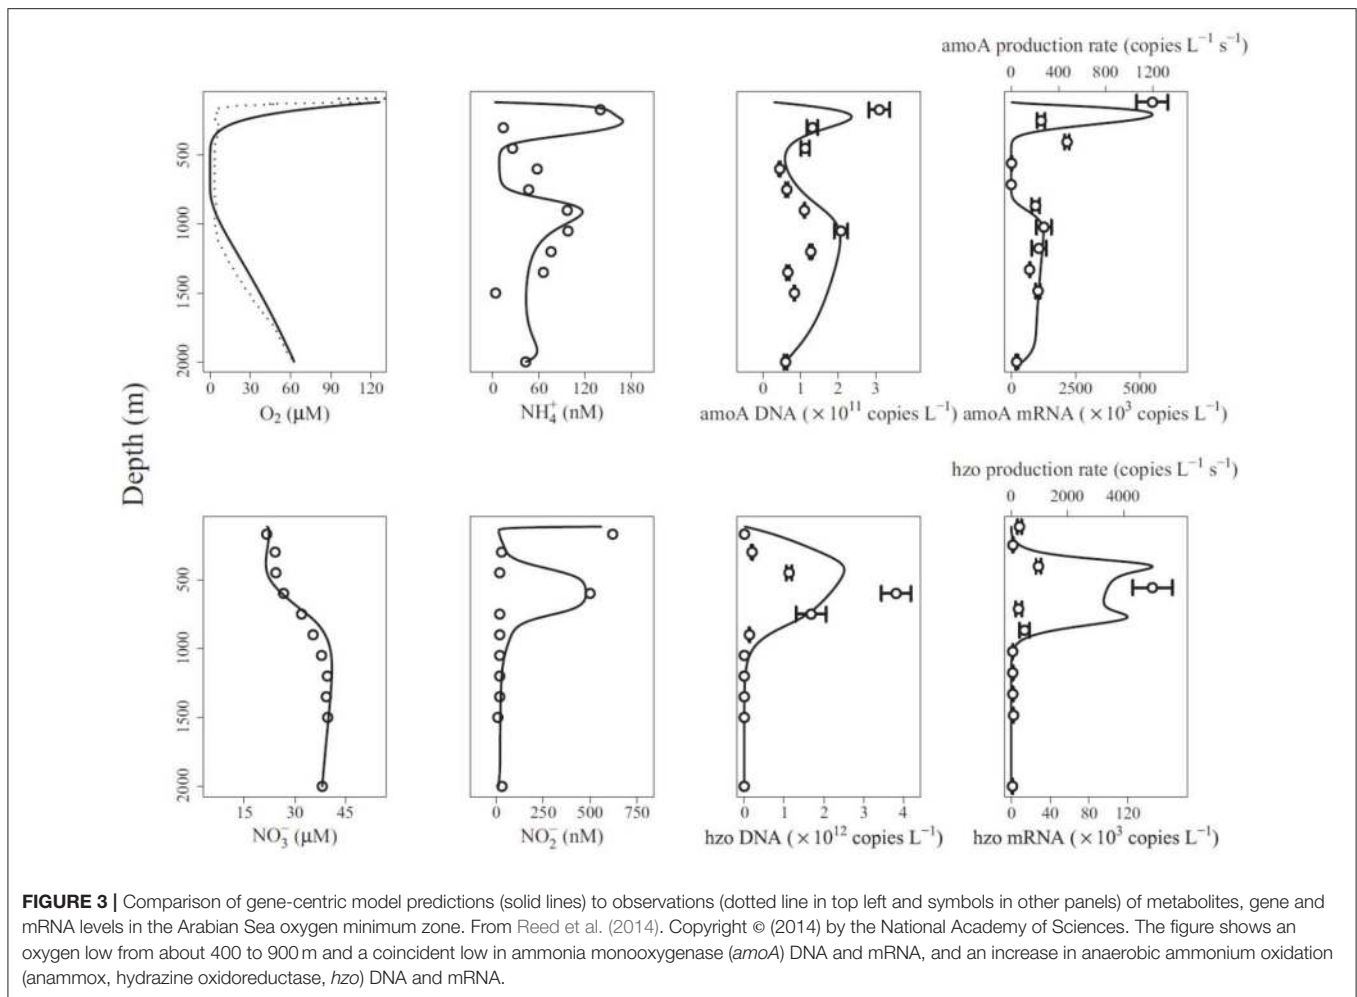 amoA production rate (copies L⁻¹ s⁻¹)
0 400 800 1200
500
1000
1500
2000
0 30 60 90 120
O₂ (μM)
0 60 120 180
NH₄⁺ (nM)
0 1 2 3
amoA DNA (×10¹¹ copies L⁻¹)
0 2500 5000
amoA mRNA (×10³ copies L⁻¹)
Depth (m)
hzo production rate (copies L⁻¹ s⁻¹)
0 2000 4000
500
1000
1500
2000
15 30 45
NO₃⁻ (μM)
0 250 500 750
NO₂⁻ (nM)
0 1 2 3 4
hzo DNA (×10¹² copies L⁻¹)
0 40 80 120
hzo mRNA (×10³ copies L⁻¹)
FIGURE 3 | Comparison of gene-centric model predictions (solid lines) to observations (dotted line in top left and symbols in other panels) of metabolites, gene and
mRNA levels in the Arabian Sea oxygen minimum zone. From Reed et al. (2014). Copyright © (2014) by the National Academy of Sciences. The figure shows an
oxygen low from about 400 to 900 m and a coincident low in ammonia monooxygenase (amoA) DNA and mRNA, and an increase in anaerobic ammonium oxidation
(anammox, hydrazine oxidoreductase, hzo) DNA and mRNA.